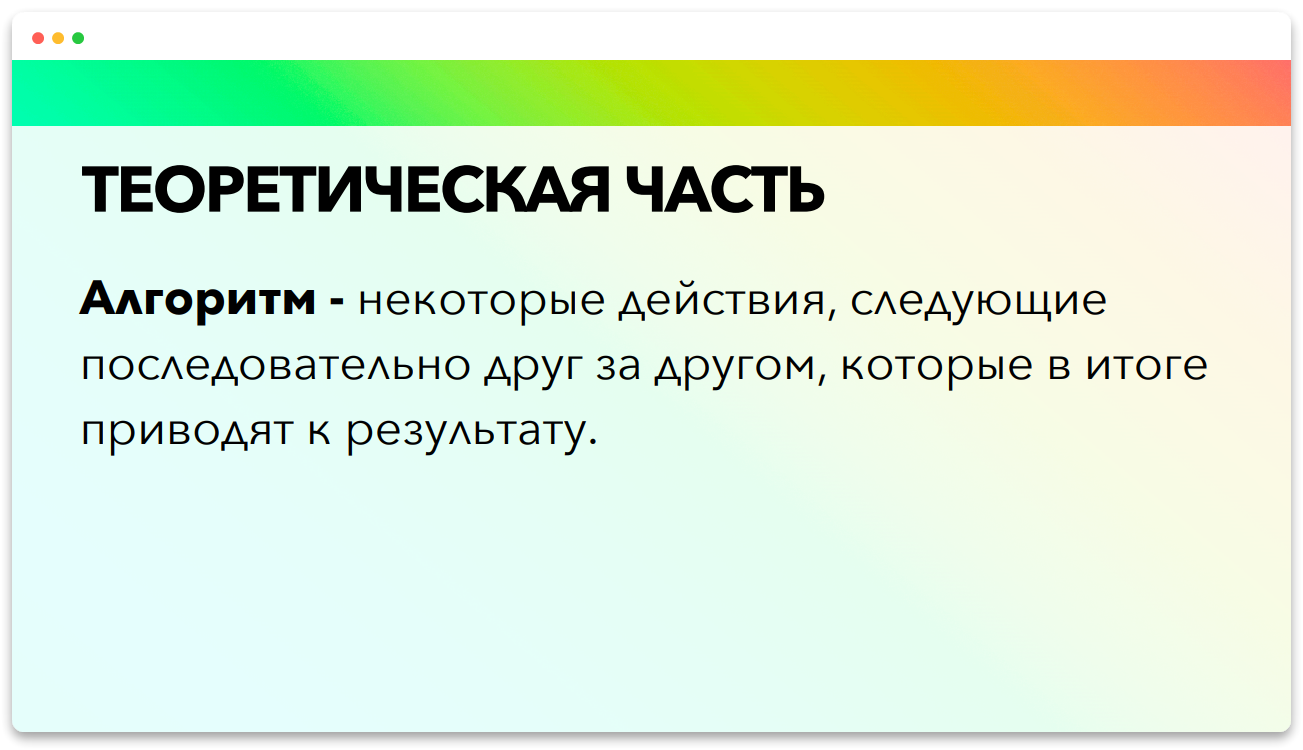 ТЕОРЕТИЧЕСКАЯ ЧАСТЬ
Алгоритм - некоторые действия, следующие
последовательно друг за другом, которые в итоге
приводят к результату.